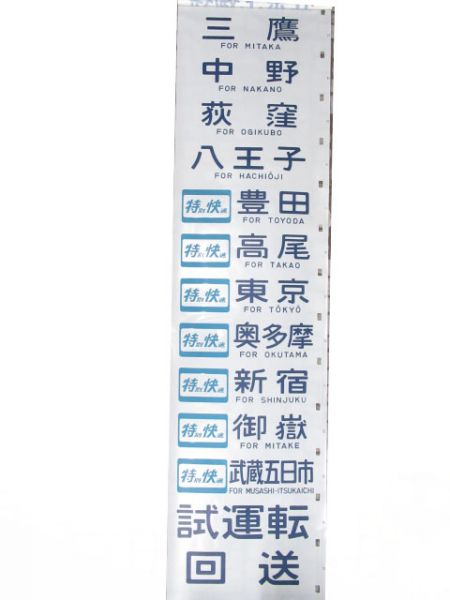 三鷹
FOR MITAKA
中野
FOR NAKANO
荻窪
FOR OGIKUBO
八王子
FOR HACHIŌJI
特別快速 豊田
FOR TOYODA
特別快速 高尾
FOR TAKAO
特別快速 東京
FOR TŌKYŌ
特別快速 奥多摩
FOR OKUTAMA
特別快速 新宿
FOR SHINJUKU
特別快速 御嶽
FOR MITAKE
特別快速 武蔵五日市
FOR MUSASHI-ITSUKAICHI
試運転
回送